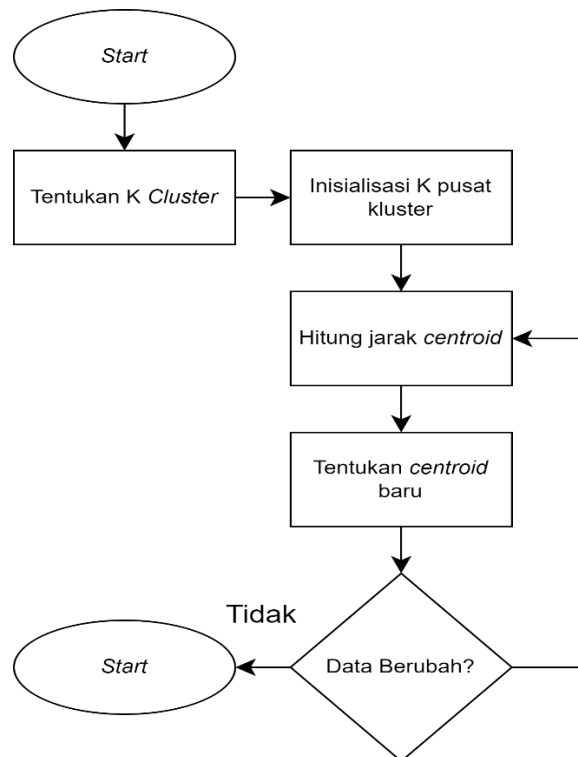 Start
Tentukan K Cluster
Inisialisasi K pusat
kluster
Hitung jarak centroid
Tentukan centroid
baru
Tidak
Start
Data Berubah?